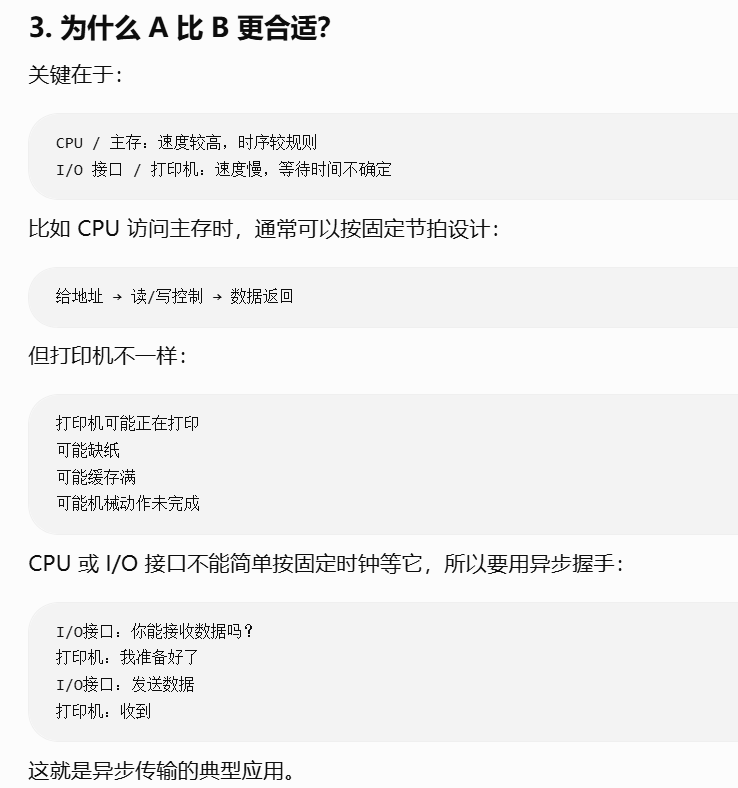 3. 为什么 A 比 B 更合适？
关键在于：
CPU / 主存：速度较高，时序较规则
I/O 接口 / 打印机：速度慢，等待时间不确定
比如 CPU 访问主存时，通常可以按固定节拍设计：
给地址 → 读/写控制 → 数据返回
但打印机不一样：
打印机可能正在打印
可能缺纸
可能缓存满
可能机械动作未完成
CPU 或 I/O 接口不能简单按固定时钟等它，所以要用异步握手：
I/O接口：你能接收数据吗？
打印机：我准备好了
I/O接口：发送数据
打印机：收到
这就是异步传输的典型应用。